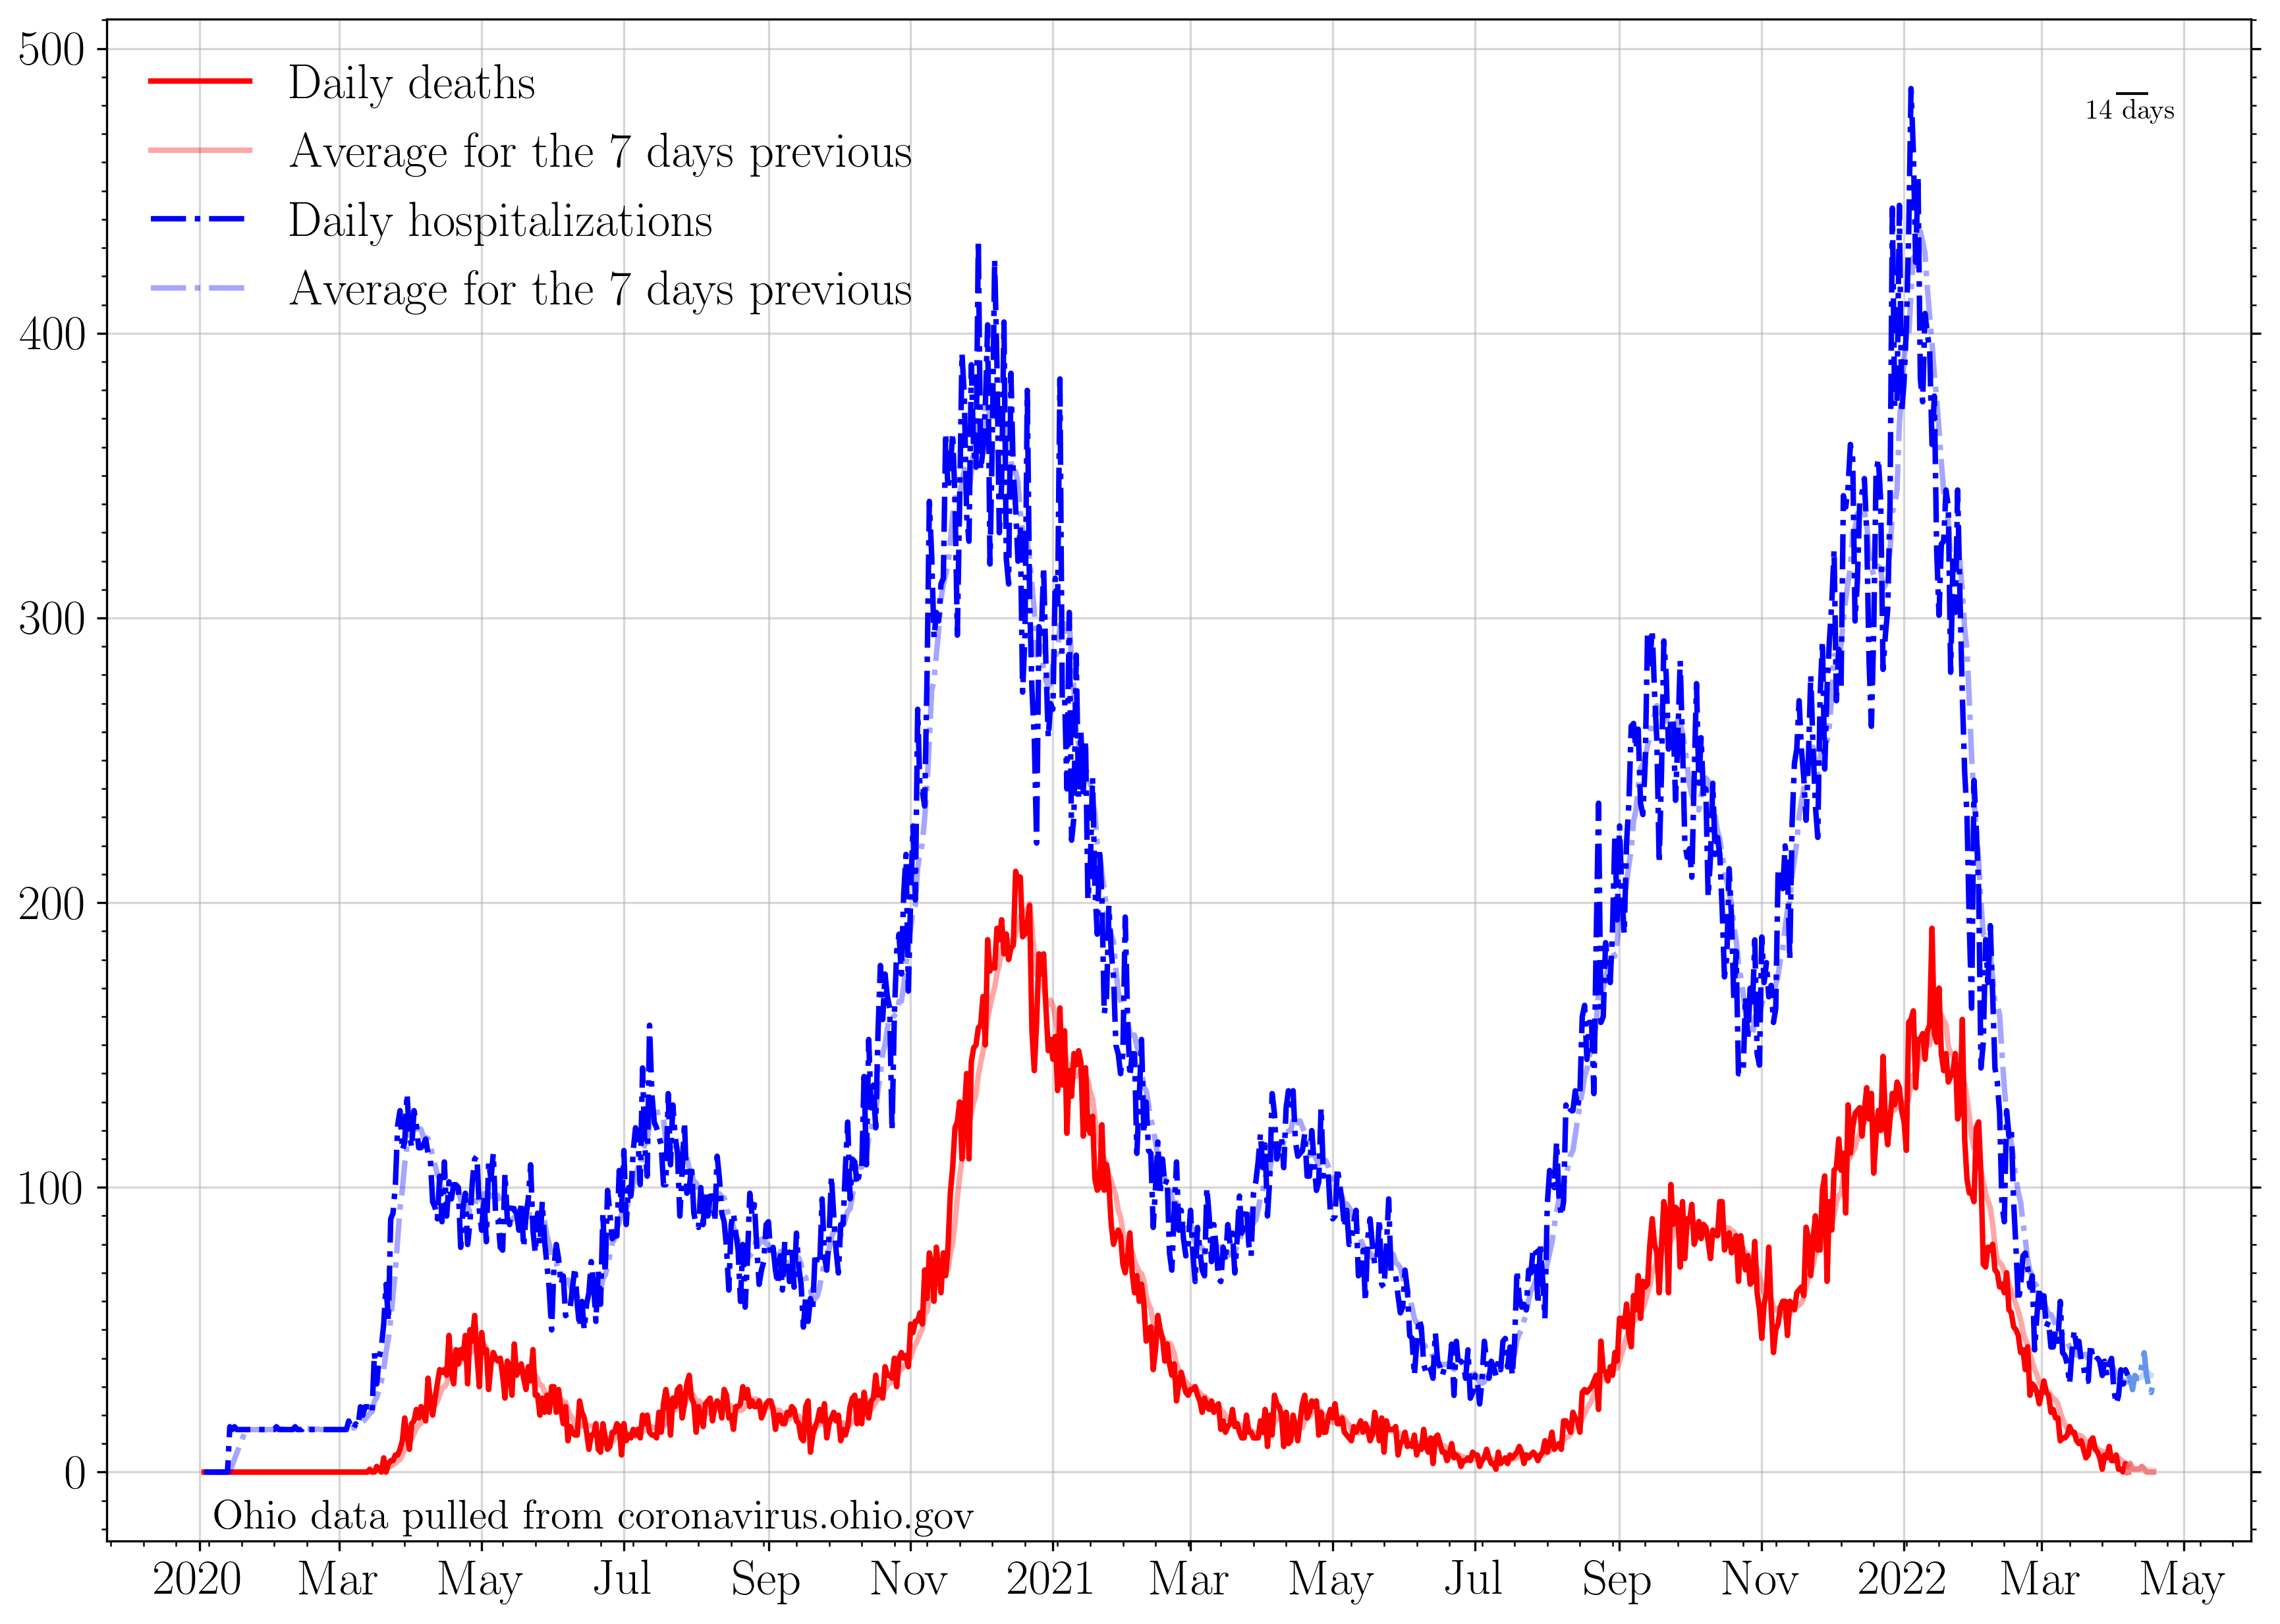 500
400
300
200
100
0
Daily deaths
Average for the 7 days previous
Daily hospitalizations
Average for the 7 days previous
14 days
Ohio data pulled from coronavirus.ohio.gov
2020 Mar May Jul Sep Nov 2021 Mar May Jul Sep Nov 2022 Mar May